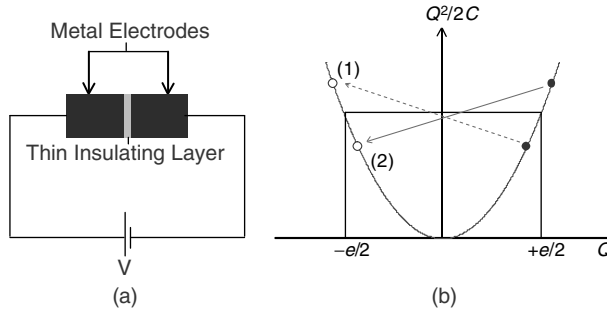 Metal Electrodes
Thin Insulating Layer
V
(a)
Q²/2C
(1)
(2)
−e/2
+e/2
Q
(b)